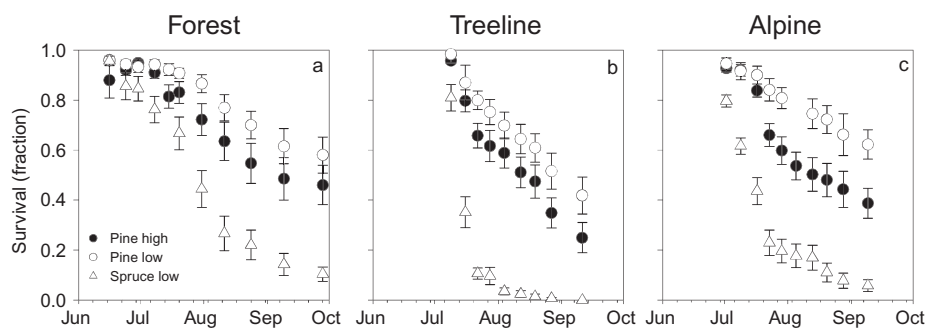 Forest Treeline Alpine
1.0 a b c
0.8
0.6
0.4
0.2
0.0
Survival (fraction)
Pine high
Pine low
Spruce low
Jun Jul Aug Sep Oct Jun Jul Aug Sep Oct Jun Jul Aug Sep Oct